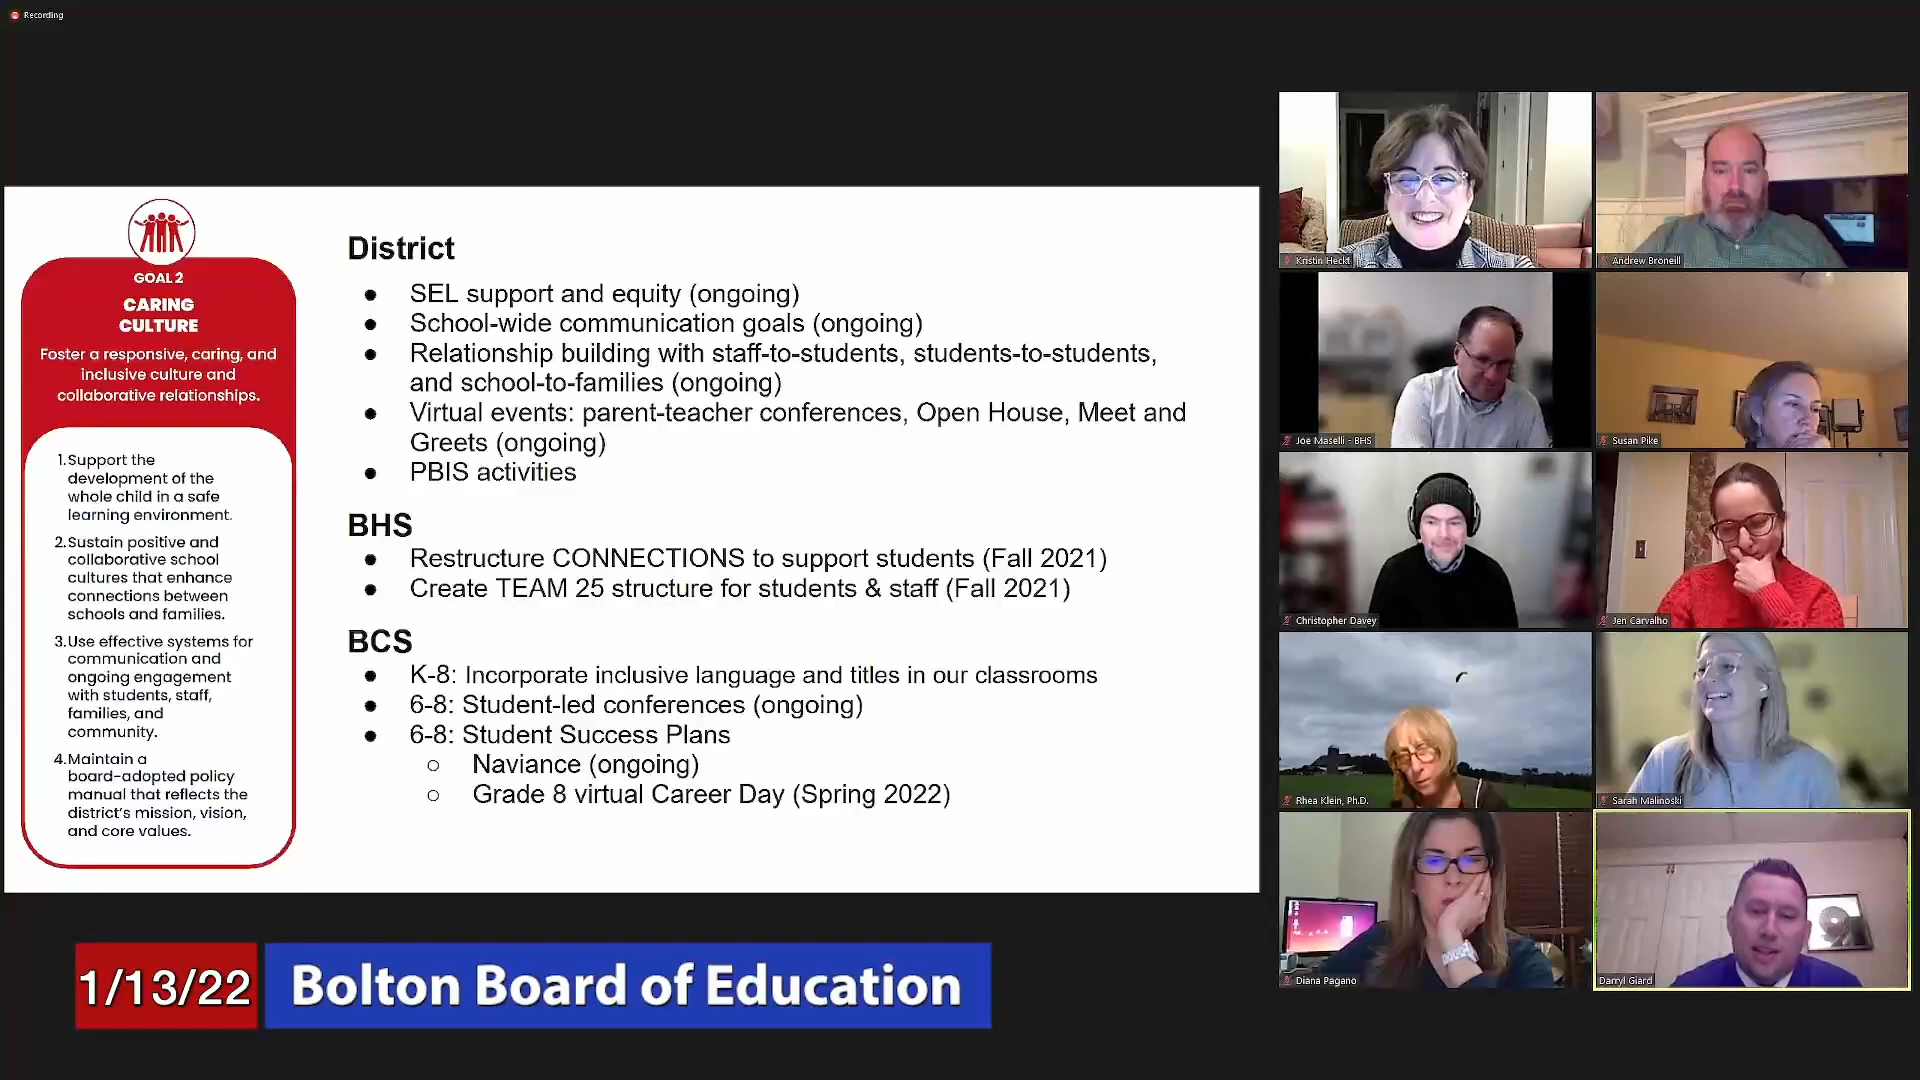 Recording
GOAL 2
CARING
CULTURE
Foster a responsive, caring, and
inclusive culture and
collaborative relationships.
1.Support the
development of the
whole child in a safe
learning environment.
2.Sustain positive and
collaborative school
cultures that enhance
connections between
schools and families.
3.Use effective systems for
communication and
ongoing engagement
with students, staff,
families, and
community.
4.Maintain a
board-adopted policy
manual that reflects the
district's mission, vision,
and core values.
District
● SEL support and equity (ongoing)
● School-wide communication goals (ongoing)
● Relationship building with staff-to-students, students-to-students,
and school-to-families (ongoing)
● Virtual events: parent-teacher conferences, Open House, Meet and
Greets (ongoing)
● PBIS activities
BHS
● Restructure CONNECTIONS to support students (Fall 2021)
● Create TEAM 25 structure for students & staff (Fall 2021)
BCS
● K-8: Incorporate inclusive language and titles in our classrooms
● 6-8: Student-led conferences (ongoing)
● 6-8: Student Success Plans
○ Naviance (ongoing)
○ Grade 8 virtual Career Day (Spring 2022)
1/13/22
Bolton Board of Education
Kristin Heckt
Andrew Broneill
Joe Maselli - BHS
Susan Pike
Christopher Davey
Jen Carvalho
Rhea Klein, Ph.D.
Sarah Malinoski
Diana Pagano
Darryl Giard